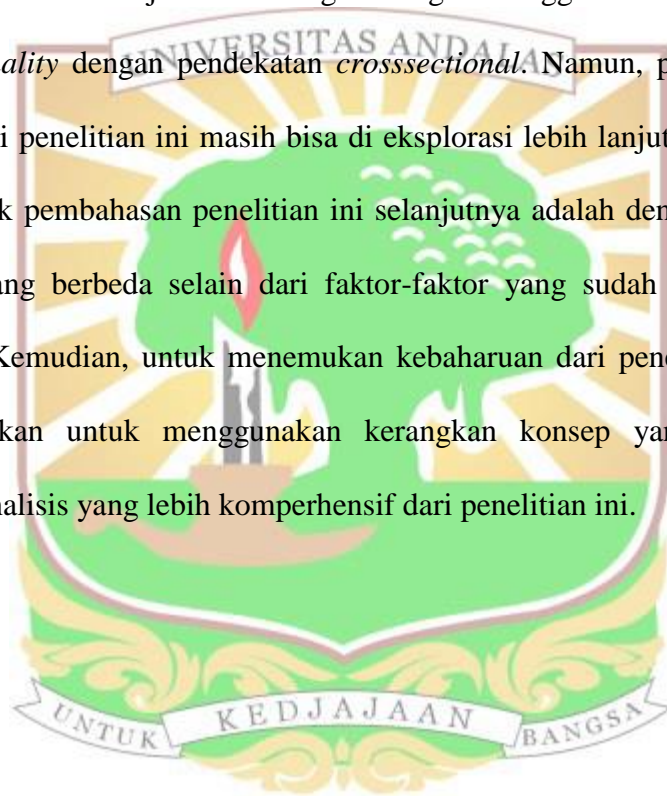 UNIVERSITAS ANDALAS
ality dengan pendekatan crosssectional. Namun, p
i penelitian ini masih bisa di eksplorasi lebih lanjut
k pembahasan penelitian ini selanjutnya adalah den
ang berbeda selain dari faktor-faktor yang sudah
Kemudian, untuk menemukan kebaharuan dari pene
kan untuk menggunakan kerangkan konsep yan
nalisis yang lebih komperhensif dari penelitian ini.
UNTUK KEDJAJAAN BANGSA